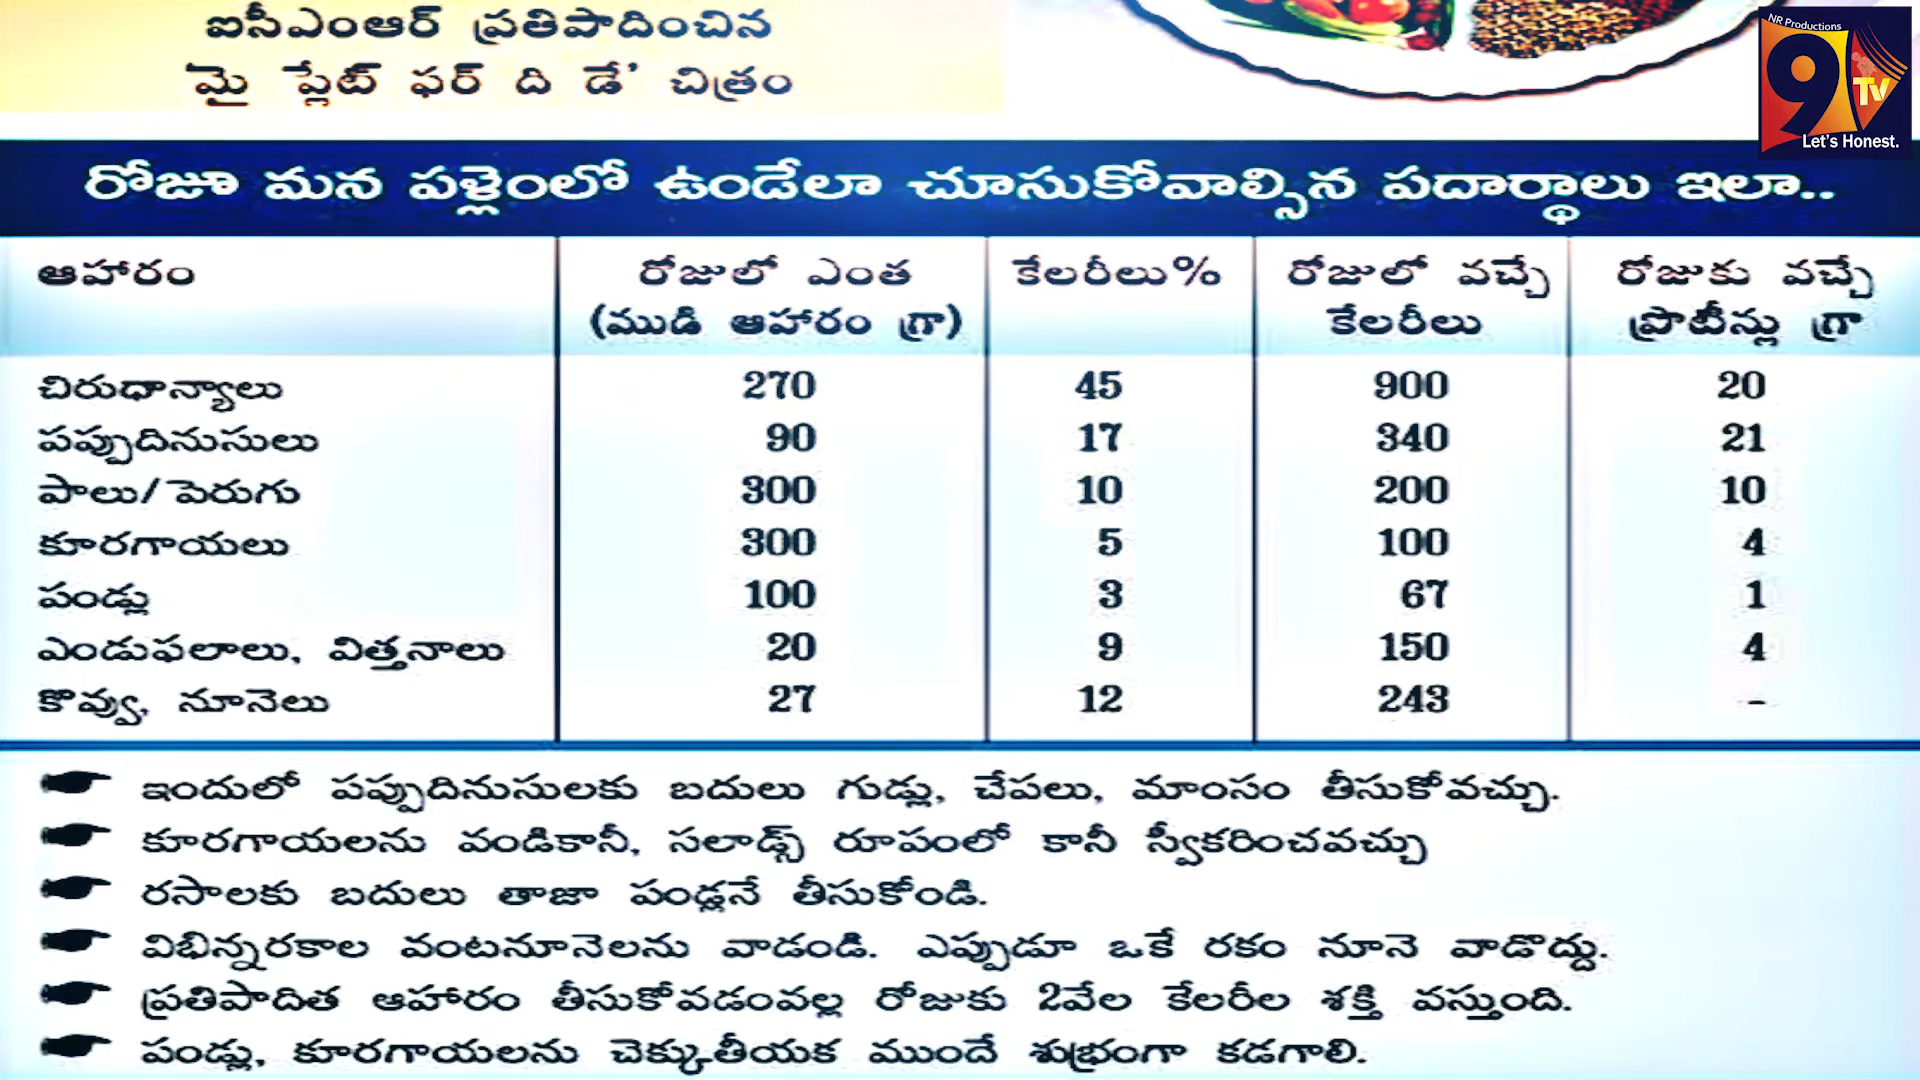 ఐసీఎంఆర్ ప్రతిపాదించిన
'మై ప్లేట్ ఫర్ ది డే' చిత్రం
NR Productions
9 TV
Let's Honest.
రోజూ మన పళ్లెంలో ఉండేలా చూసుకోవాల్సిన పదార్థాలు ఇలా..
ఆహారం రోజులో ఎంత (ముడి ఆహారం గ్రా) కేలరీలు% రోజులో వచ్చే కేలరీలు రోజుకు వచ్చే ప్రొటీన్లు గ్రా
చిరుధాన్యాలు 270 45 900 20
పప్పుదినుసులు 90 17 340 21
పాలు/పెరుగు 300 10 200 10
కూరగాయలు 300 5 100 4
పండ్లు 100 3 67 1
ఎండుఫలాలు, విత్తనాలు 20 9 150 4
కొవ్వు, నూనెలు 27 12 243 -
ఇందులో పప్పుదినుసులకు బదులు గుడ్లు, చేపలు, మాంసం తీసుకోవచ్చు.
కూరగాయలను వండికానీ, సలాడ్స్ రూపంలో కానీ స్వీకరించవచ్చు
రసాలకు బదులు తాజా పండ్లనే తీసుకోండి.
విభిన్నరకాల వంటనూనెలను వాడండి. ఎప్పుడూ ఒకే రకం నూనె వాడొద్దు.
ప్రతిపాదిత ఆహారం తీసుకోవడంవల్ల రోజుకు 2వేల కేలరీల శక్తి వస్తుంది.
పండ్లు, కూరగాయలను చెక్కుతీయక ముందే శుభ్రంగా కడగాలి.